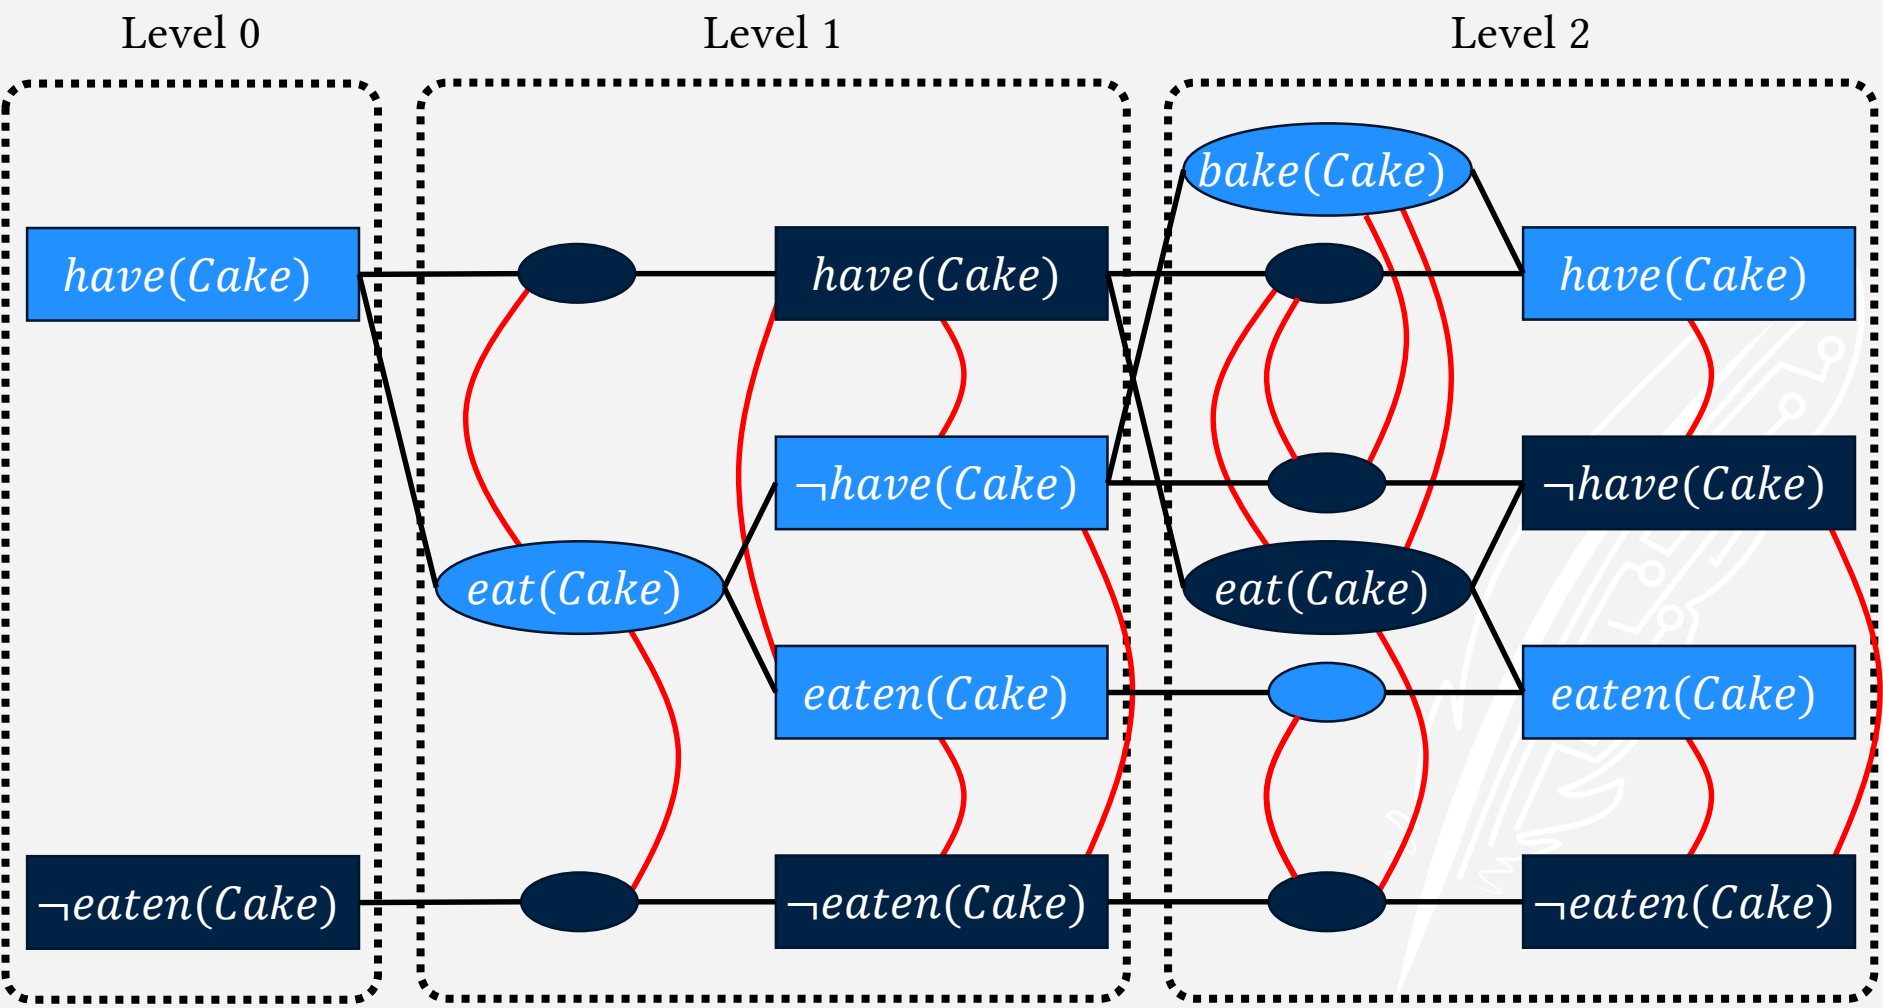 Level 0
Level 1
Level 2
bake(Cake)
have(Cake)
have(Cake)
have(Cake)
¬have(Cake)
¬have(Cake)
eat(Cake)
eat(Cake)
eaten(Cake)
eaten(Cake)
¬eaten(Cake)
¬eaten(Cake)
¬eaten(Cake)